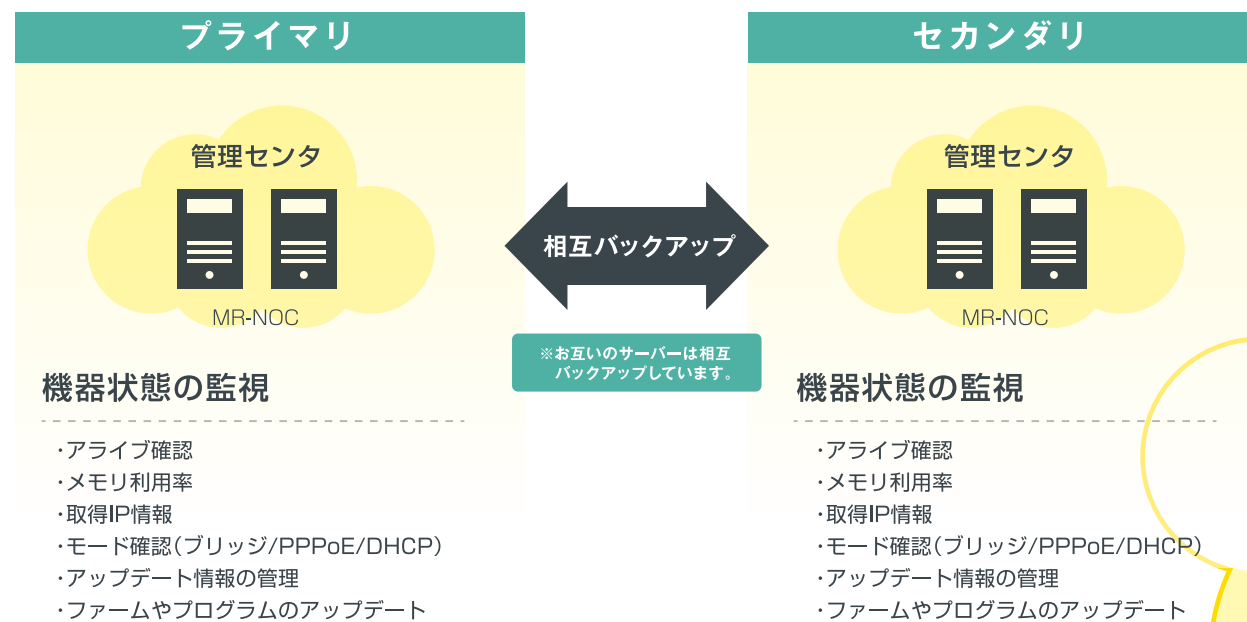 プライマリ
管理センタ
MR-NOC
機器状態の監視
・アライブ確認
・メモリ利用率
・取得IP情報
・モード確認(ブリッジ/PPPoE/DHCP)
・アップデート情報の管理
・ファームやプログラムのアップデート
相互バックアップ
※お互いのサーバーは相互
バックアップしています。
セカンダリ
管理センタ
MR-NOC
機器状態の監視
・アライブ確認
・メモリ利用率
・取得IP情報
・モード確認(ブリッジ/PPPoE/DHCP)
・アップデート情報の管理
・ファームやプログラムのアップデート